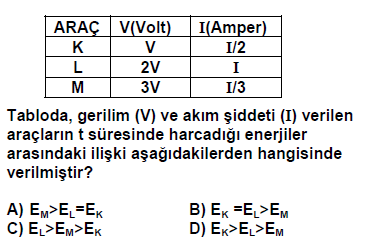 ARAÇ V(Volt) I(Amper)
K V I/2
L 2V I
M 3V I/3
Tabloda, gerilim (V) ve akım şiddeti (I) verilen
araçların t süresinde harcadığı enerjiler
arasındaki ilişki aşağıdakilerden hangisinde
verilmiştir?
A) EM>EL=EK B) EK =EL>EM
C) EL>EM>EK D) EK>EL>EM